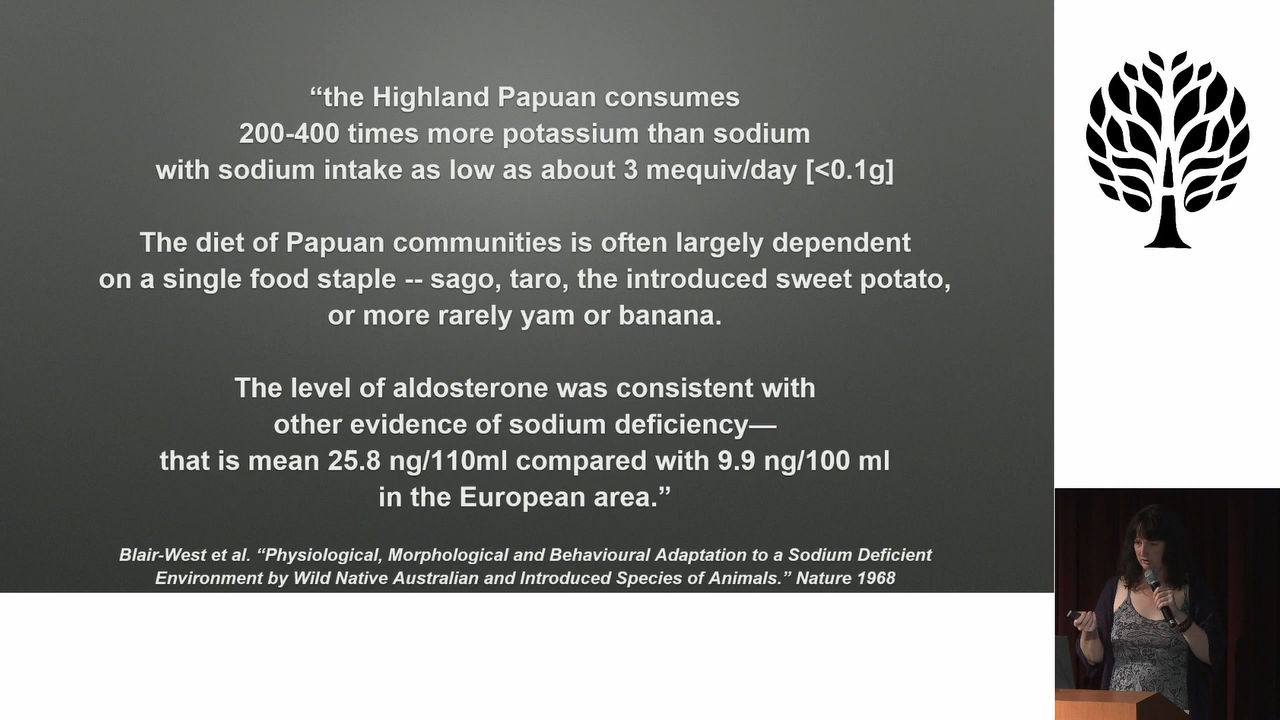 “the Highland Papuan consumes
200-400 times more potassium than sodium
with sodium intake as low as about 3 mequiv/day [<0.1g]
The diet of Papuan communities is often largely dependent
on a single food staple -- sago, taro, the introduced sweet potato,
or more rarely yam or banana.
The level of aldosterone was consistent with
other evidence of sodium deficiency—
that is mean 25.8 ng/110ml compared with 9.9 ng/100 ml
in the European area.”
Blair-West et al. “Physiological, Morphological and Behavioural Adaptation to a Sodium Deficient
Environment by Wild Native Australian and Introduced Species of Animals.” Nature 1968